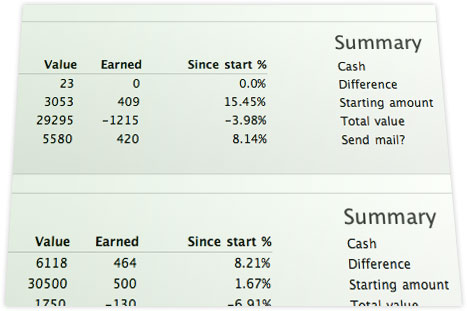 Summary
Value Earned Since start % Cash
23 0 0.0% Difference
3053 409 15.45% Starting amount
29295 -1215 -3.98% Total value
5580 420 8.14% Send mail?
Summary
Value Earned Since start % Cash
6118 464 8.21% Difference
30500 500 1.67% Starting amount
1750 -130 -6.91% Total value